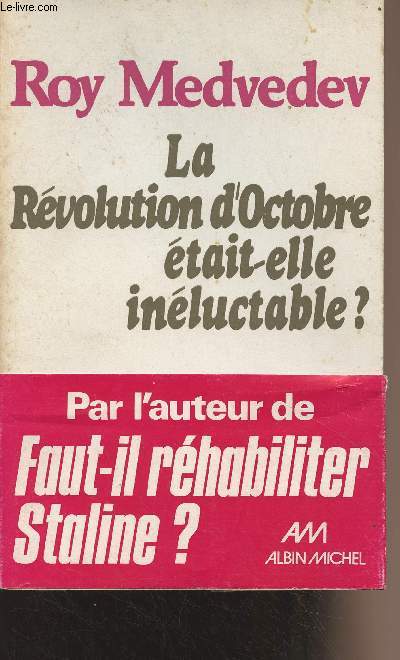 Le-livre.com
Roy Medvedev
La
Révolution d'Octobre
était-elle
inéluctable ?
Par l'auteur de
Faut-il réhabiliter
Staline ?
AM
ALBIN MICHEL